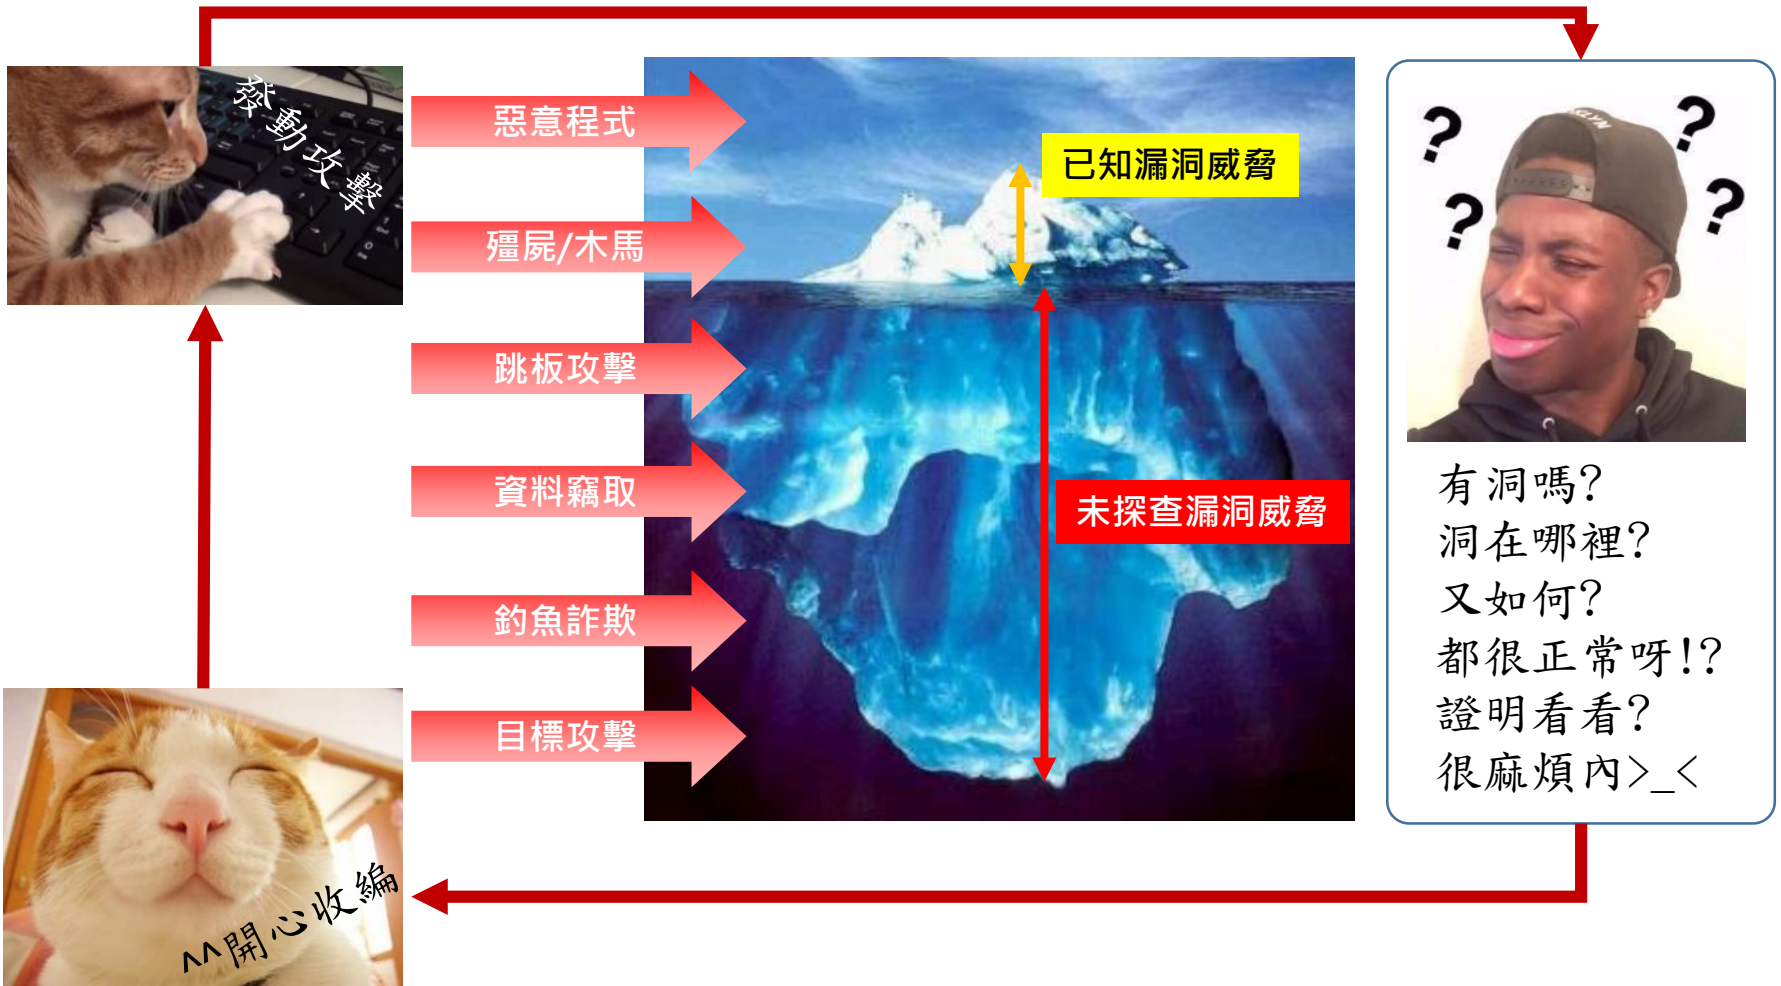 發動攻擊
惡意程式
殭屍/木馬
跳板攻擊
資料竊取
釣魚詐欺
目標攻擊
已知漏洞威脅
未探查漏洞威脅
?
?
?
?
有洞嗎?
洞在哪裡?
又如何?
都很正常呀!?
證明看看?
很麻煩內>_<
^^開心收編